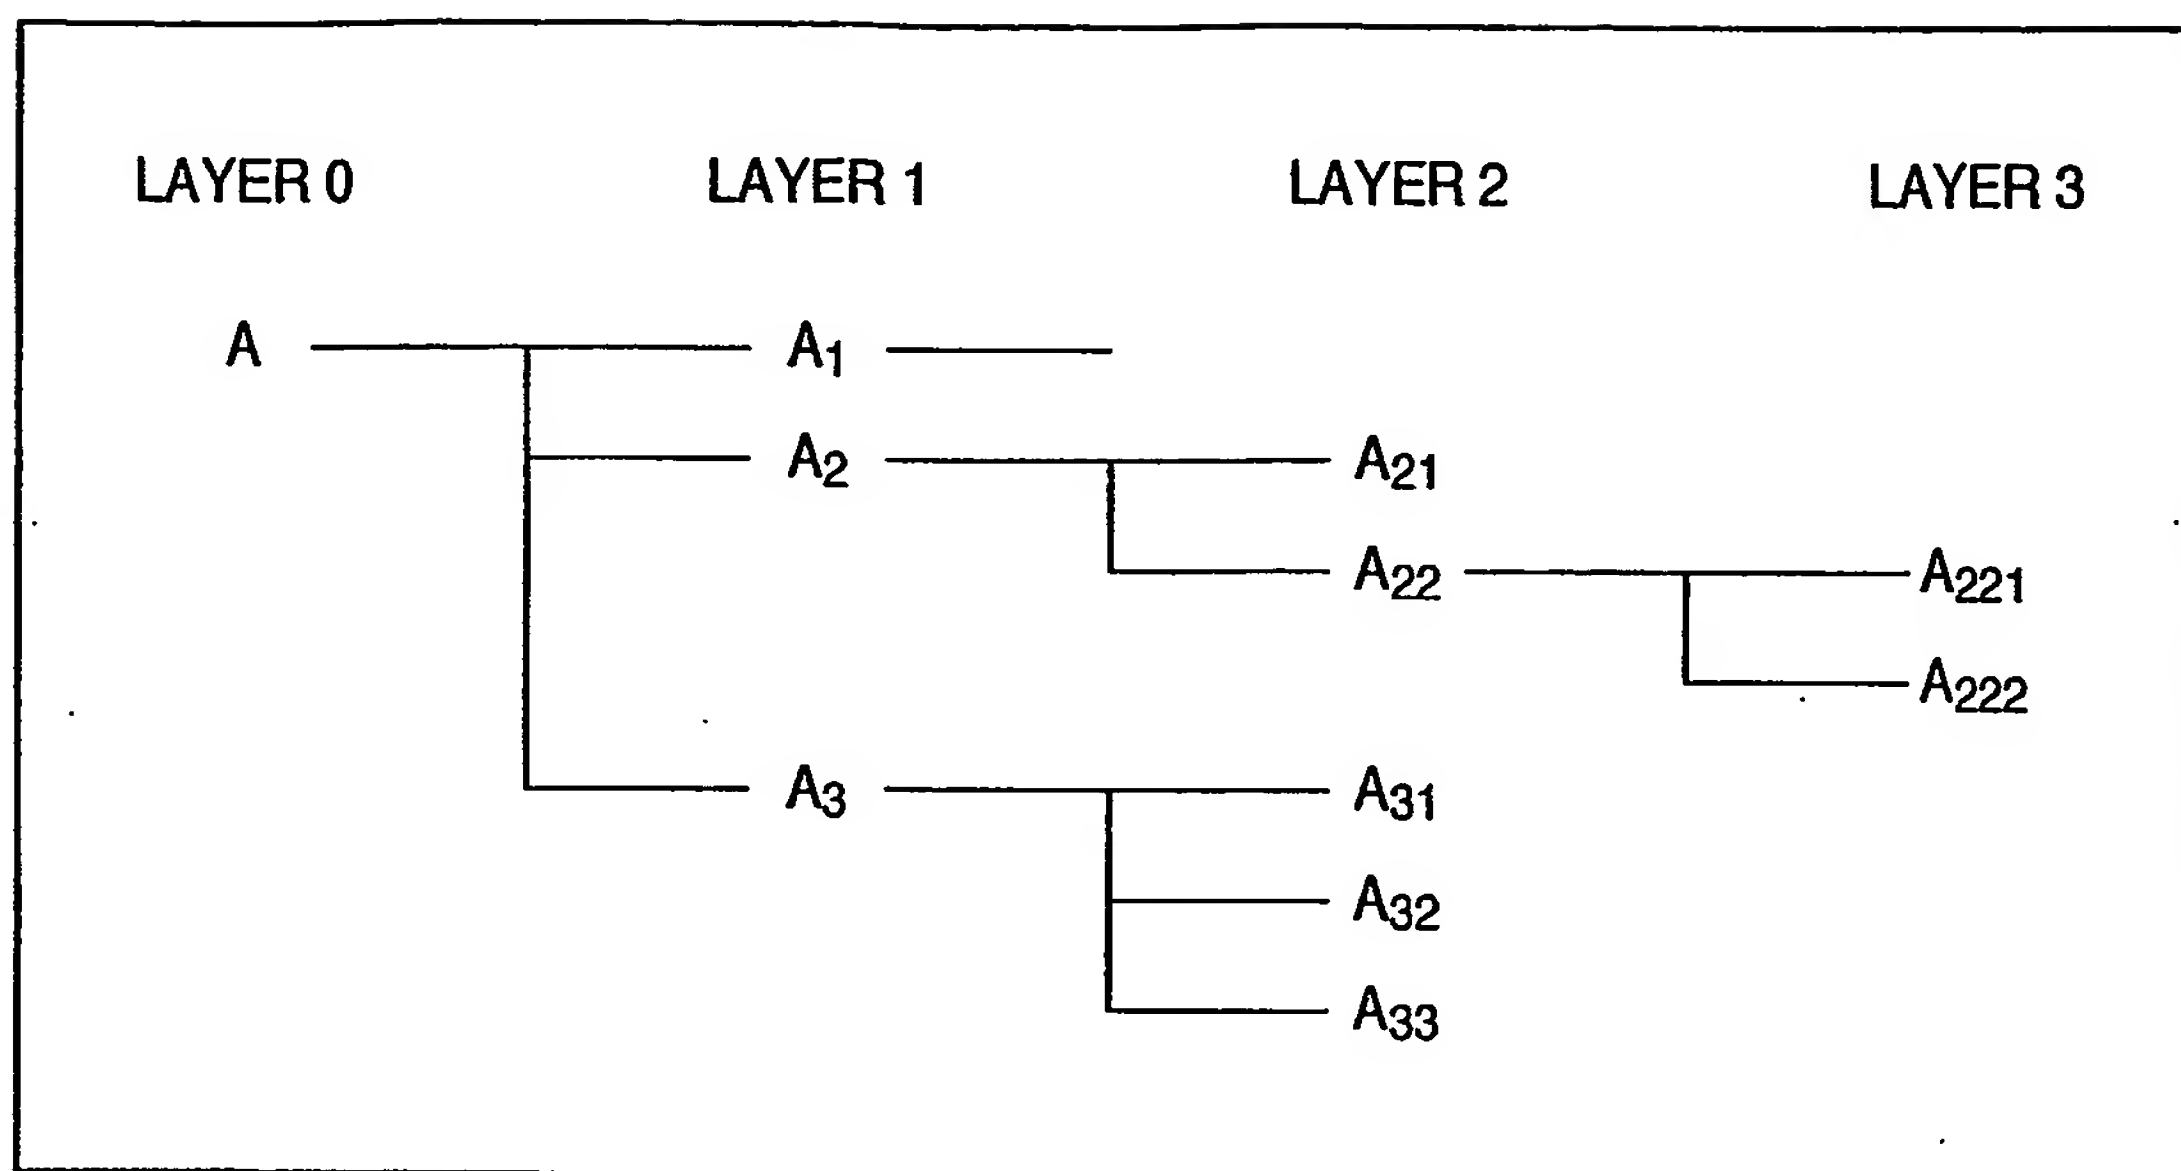 LAYER 0 LAYER 1 LAYER 2 LAYER 3
A A₁
A₂ A₂₁
A₂₂ A₂₂₁
A₂₂₂
A₃ A₃₁
A₃₂
A₃₃